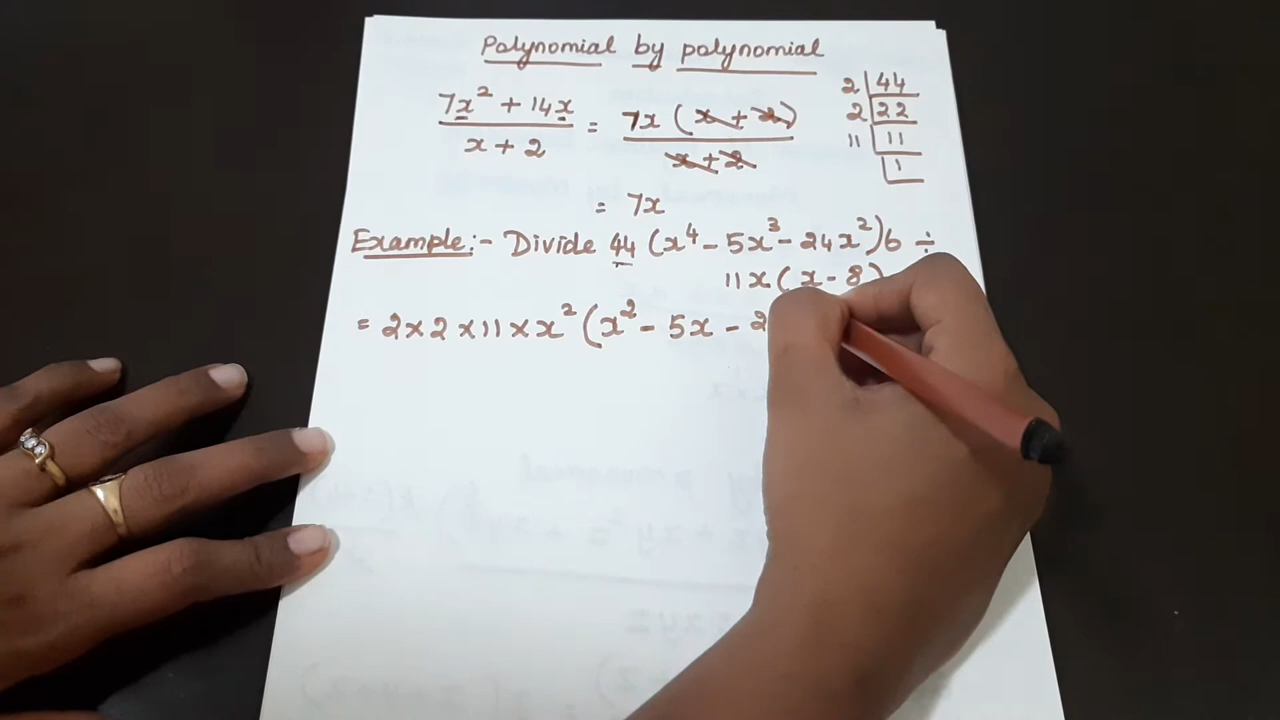 Polynomial by polynomial
7x² + 14x / x + 2 = 7x (x + 2) / x + 2
2 | 44
2 | 22
11 | 11
1
= 7x
Example:- Divide 44 (x⁴ - 5x³ - 24x²)6 ÷
11x(x - 8)
= 2 × 2 × 11 × x² (x² - 5x - 2